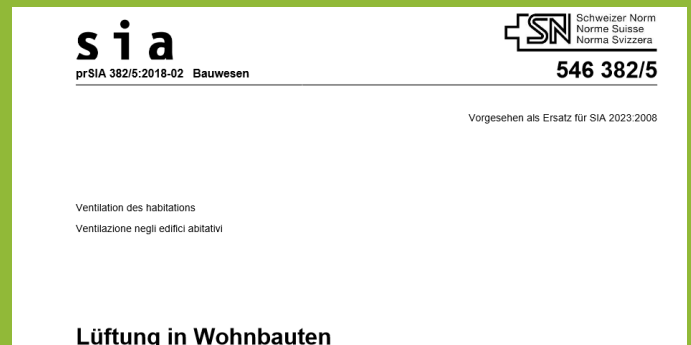 sia
Schweizer Norm
Norme Suisse
Norma Svizzera
SN
prSIA 382/5:2018-02 Bauwesen
546 382/5
Vorgesehen als Ersatz für SIA 2023:2008
Ventilation des habitations
Ventilazione negli edifici abitativi
Lüftung in Wohnbauten